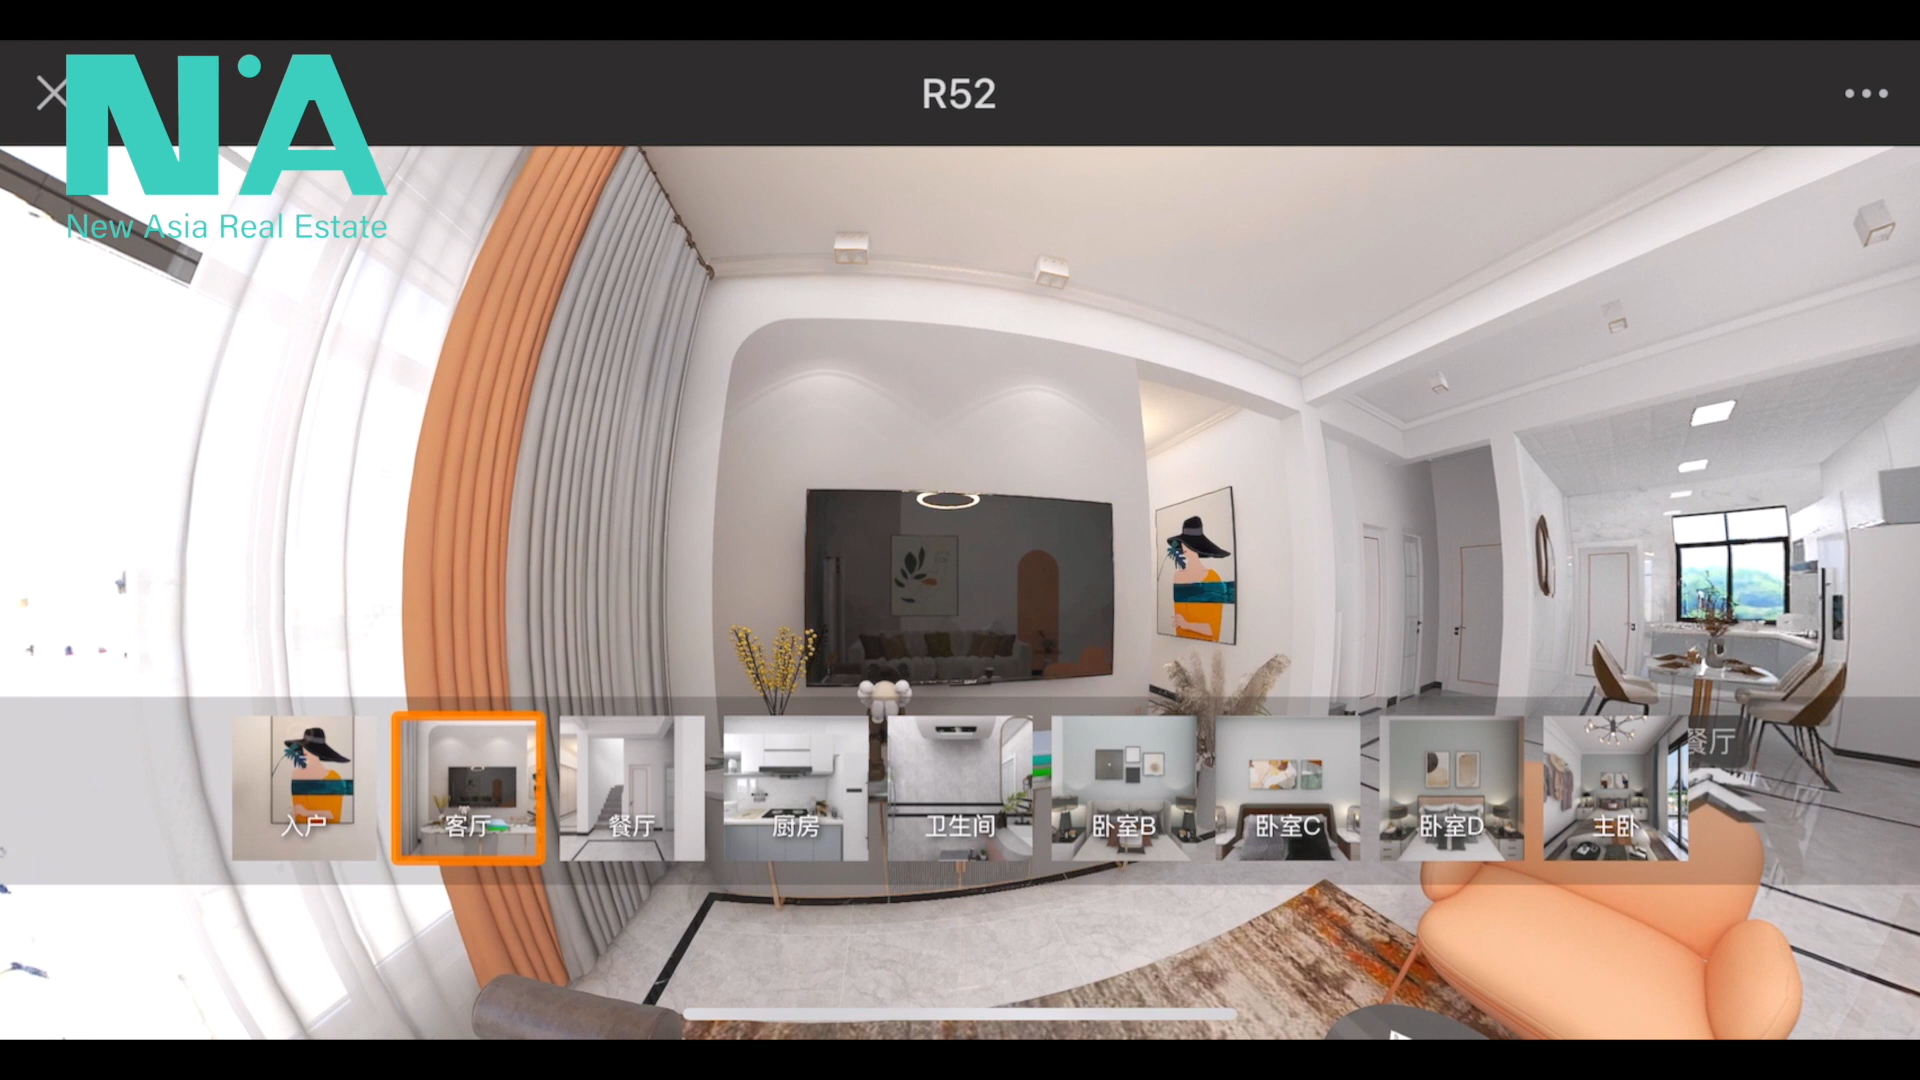 NA
New Asia Real Estate
R52
餐厅
入户
客厅
餐厅
厨房
卫生间
卧室B
卧室C
卧室D
主卧